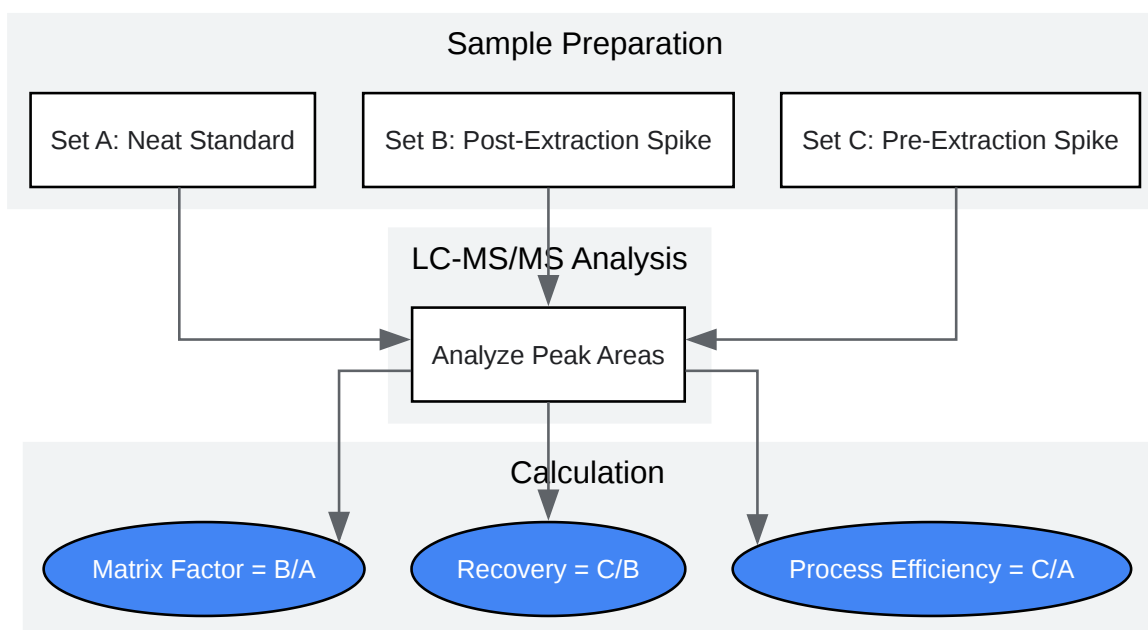 Sample Preparation
Set A: Neat Standard
Set B: Post-Extraction Spike
Set C: Pre-Extraction Spike
LC-MS/MS Analysis
Analyze Peak Areas
Calculation
Matrix Factor = B/A
Recovery = C/B
Process Efficiency = C/A